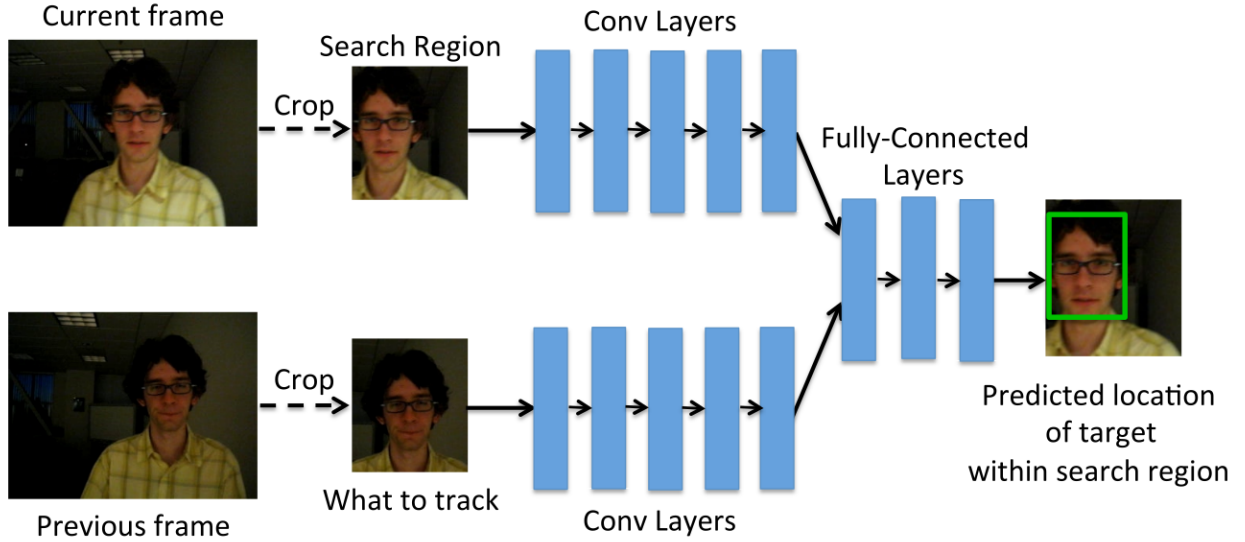 Current frame
Crop
Search Region
Conv Layers
Fully-Connected
Layers
Previous frame
Crop
What to track
Conv Layers
Predicted location
of target
within search region